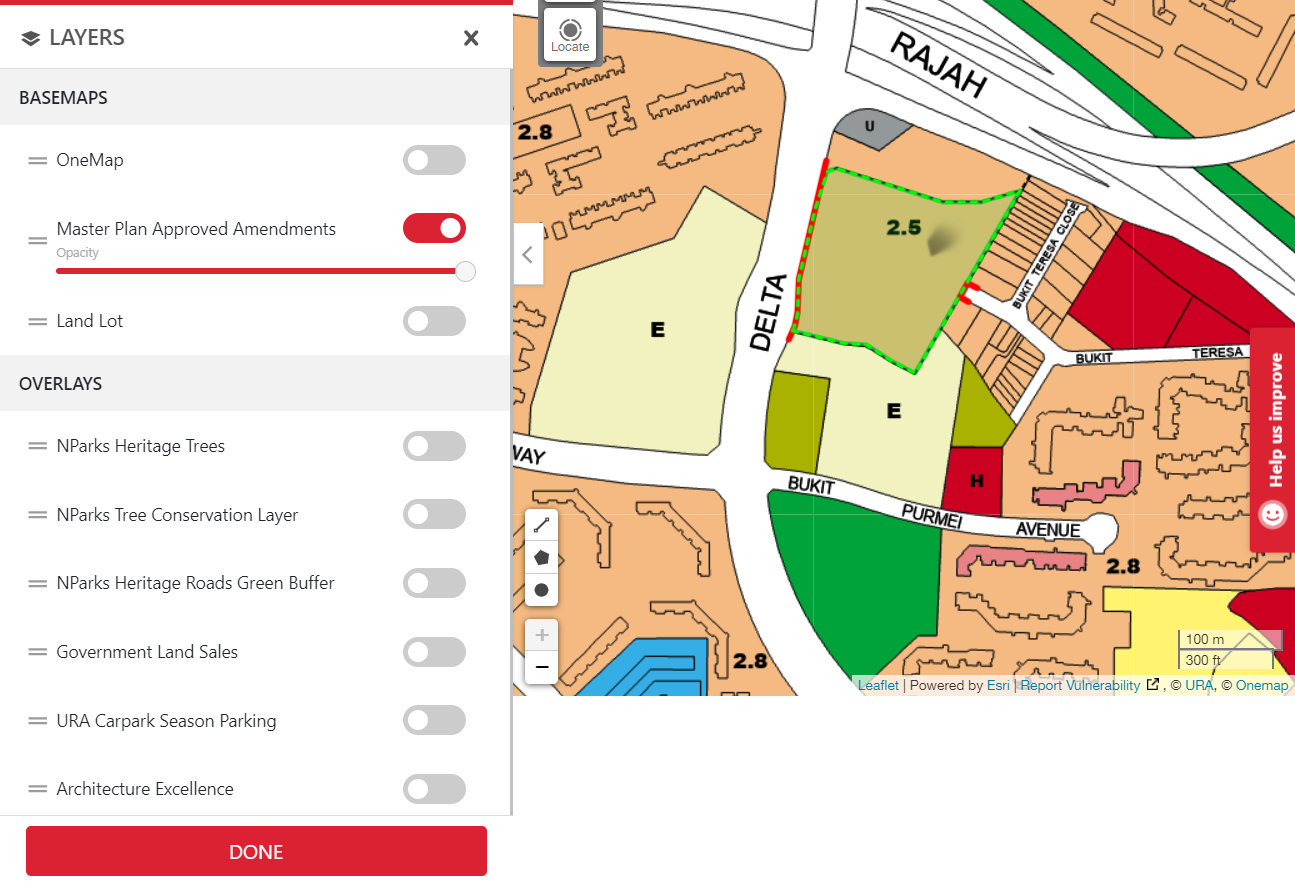 LAYERS
BASEMAPS
OneMap
Master Plan Approved Amendments
Opacity
Land Lot
OVERLAYS
NParks Heritage Trees
NParks Tree Conservation Layer
NParks Heritage Roads Green Buffer
Government Land Sales
URA Carpark Season Parking
Architecture Excellence
DONE
Locate
RAJAH
2.8
U
2.5
BUKIT TERESA CLOSE
E
DELTA
BUKIT TERESA
E
WAY
H
BUKIT PURMEI AVENUE
2.8
2.8
Help us improve
+
−
100 m
300 ft
Leaflet | Powered by Esri | Report Vulnerability , © URA, © Onemap